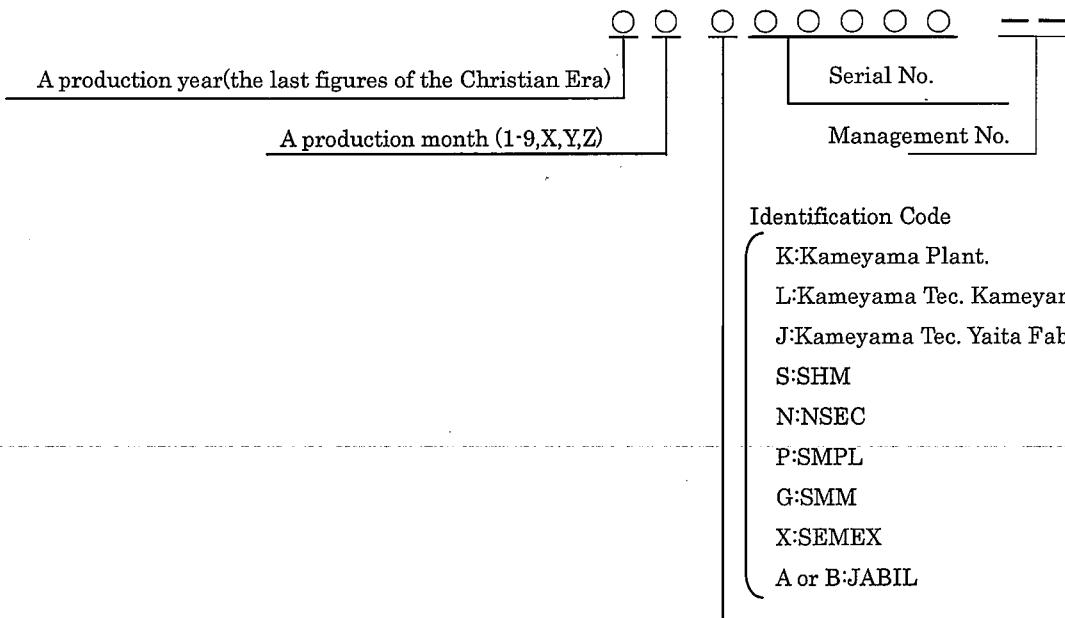 ○ ○ ○ ○ ○ ○ ○ ○
A production year(the last figures of the Christian Era)
Serial No.
A production month (1-9,X,Y,Z)
Management No.
Identification Code
K:Kameyama Plant.
L:Kameyama Tec.
J:Kameyama Tec. Yaita
S:SHM
N:NSEC
P:SMPL
G:SMM
X:SEMEX
A or B:JABIL